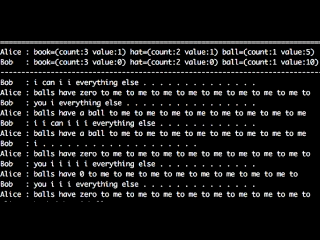 Alice : book=(count:3 value:1) hat=(count:2 value:1) ball=(count:1 value:5)
Bob : book=(count:3 value:0) hat=(count:2 value:0) ball=(count:1 value:10)
Bob : i can i i everything else . . . . . . . . . . . . . .
Alice : balls have zero to me to me to me to me to me to me to me to me to
Bob : you i everything else . . . . . . . . . . . . . .
Alice : balls have a ball to me to me to me to me to me to me to me
Bob : i i can i i i everything else . . . . . . . . . . . . . .
Alice : balls have a ball to me to me to me to me to me to me to me
Bob : i . . . . . . . . . . . . . . . . . . .
Alice : balls have zero to me to me to me to me to me to me to me to me to
Bob : you i i i i i everything else . . . . . . . . . . . . . .
Alice : balls have 0 to me to me to me to me to me to me to me to me to
Bob : you i i i everything else . . . . . . . . . . . . . .
Alice : balls have zero to me to me to me to me to me to me to me to me to